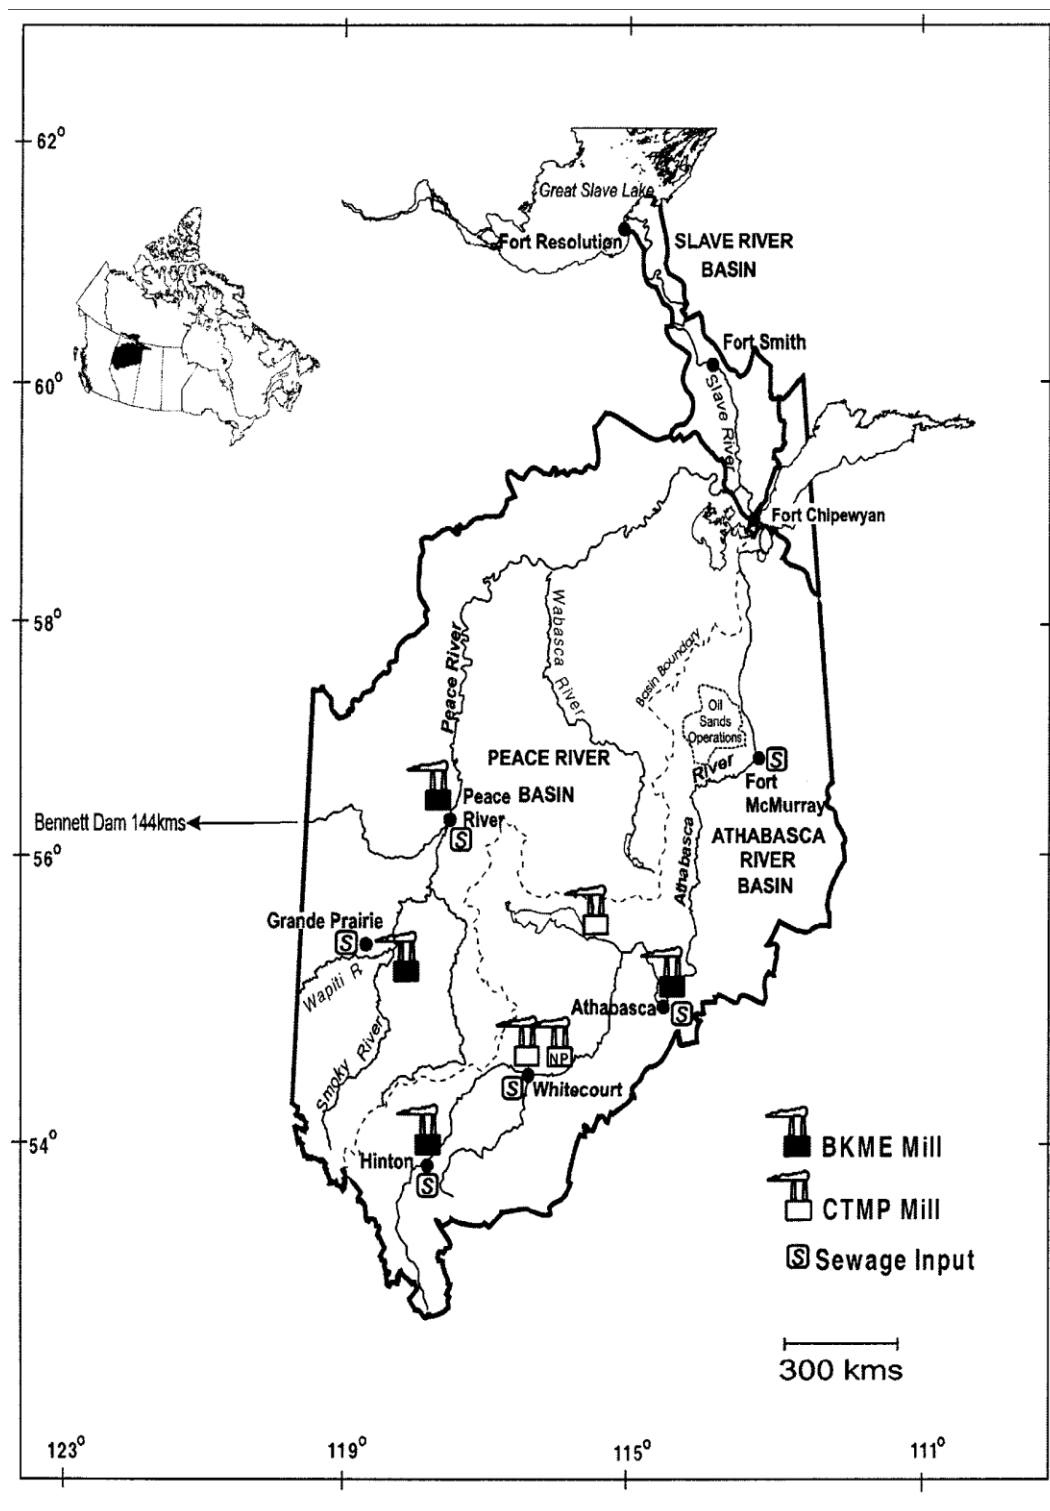 62°
Great Slave Lake
Fort Resolution
SLAVE RIVER
BASIN
Fort Smith
60°
Slave River
Fort Chipewyan
58°
Wabasca River
Peace River
Basin Boundary
Oil
Sands
Operations
PEACE RIVER
BASIN
River
S
Fort
McMurray
Peace
River
Bennett Dam 144kms
S
56°
Athabasca
ATHABASCA
RIVER
BASIN
Grande Prairie
S
Wapiti R.
Athabasca
S
Smoky River
NP
S
Whitecourt
54°
Hinton
S
BKME Mill
CTMP Mill
S Sewage Input
300 kms
123°
119°
115°
111°